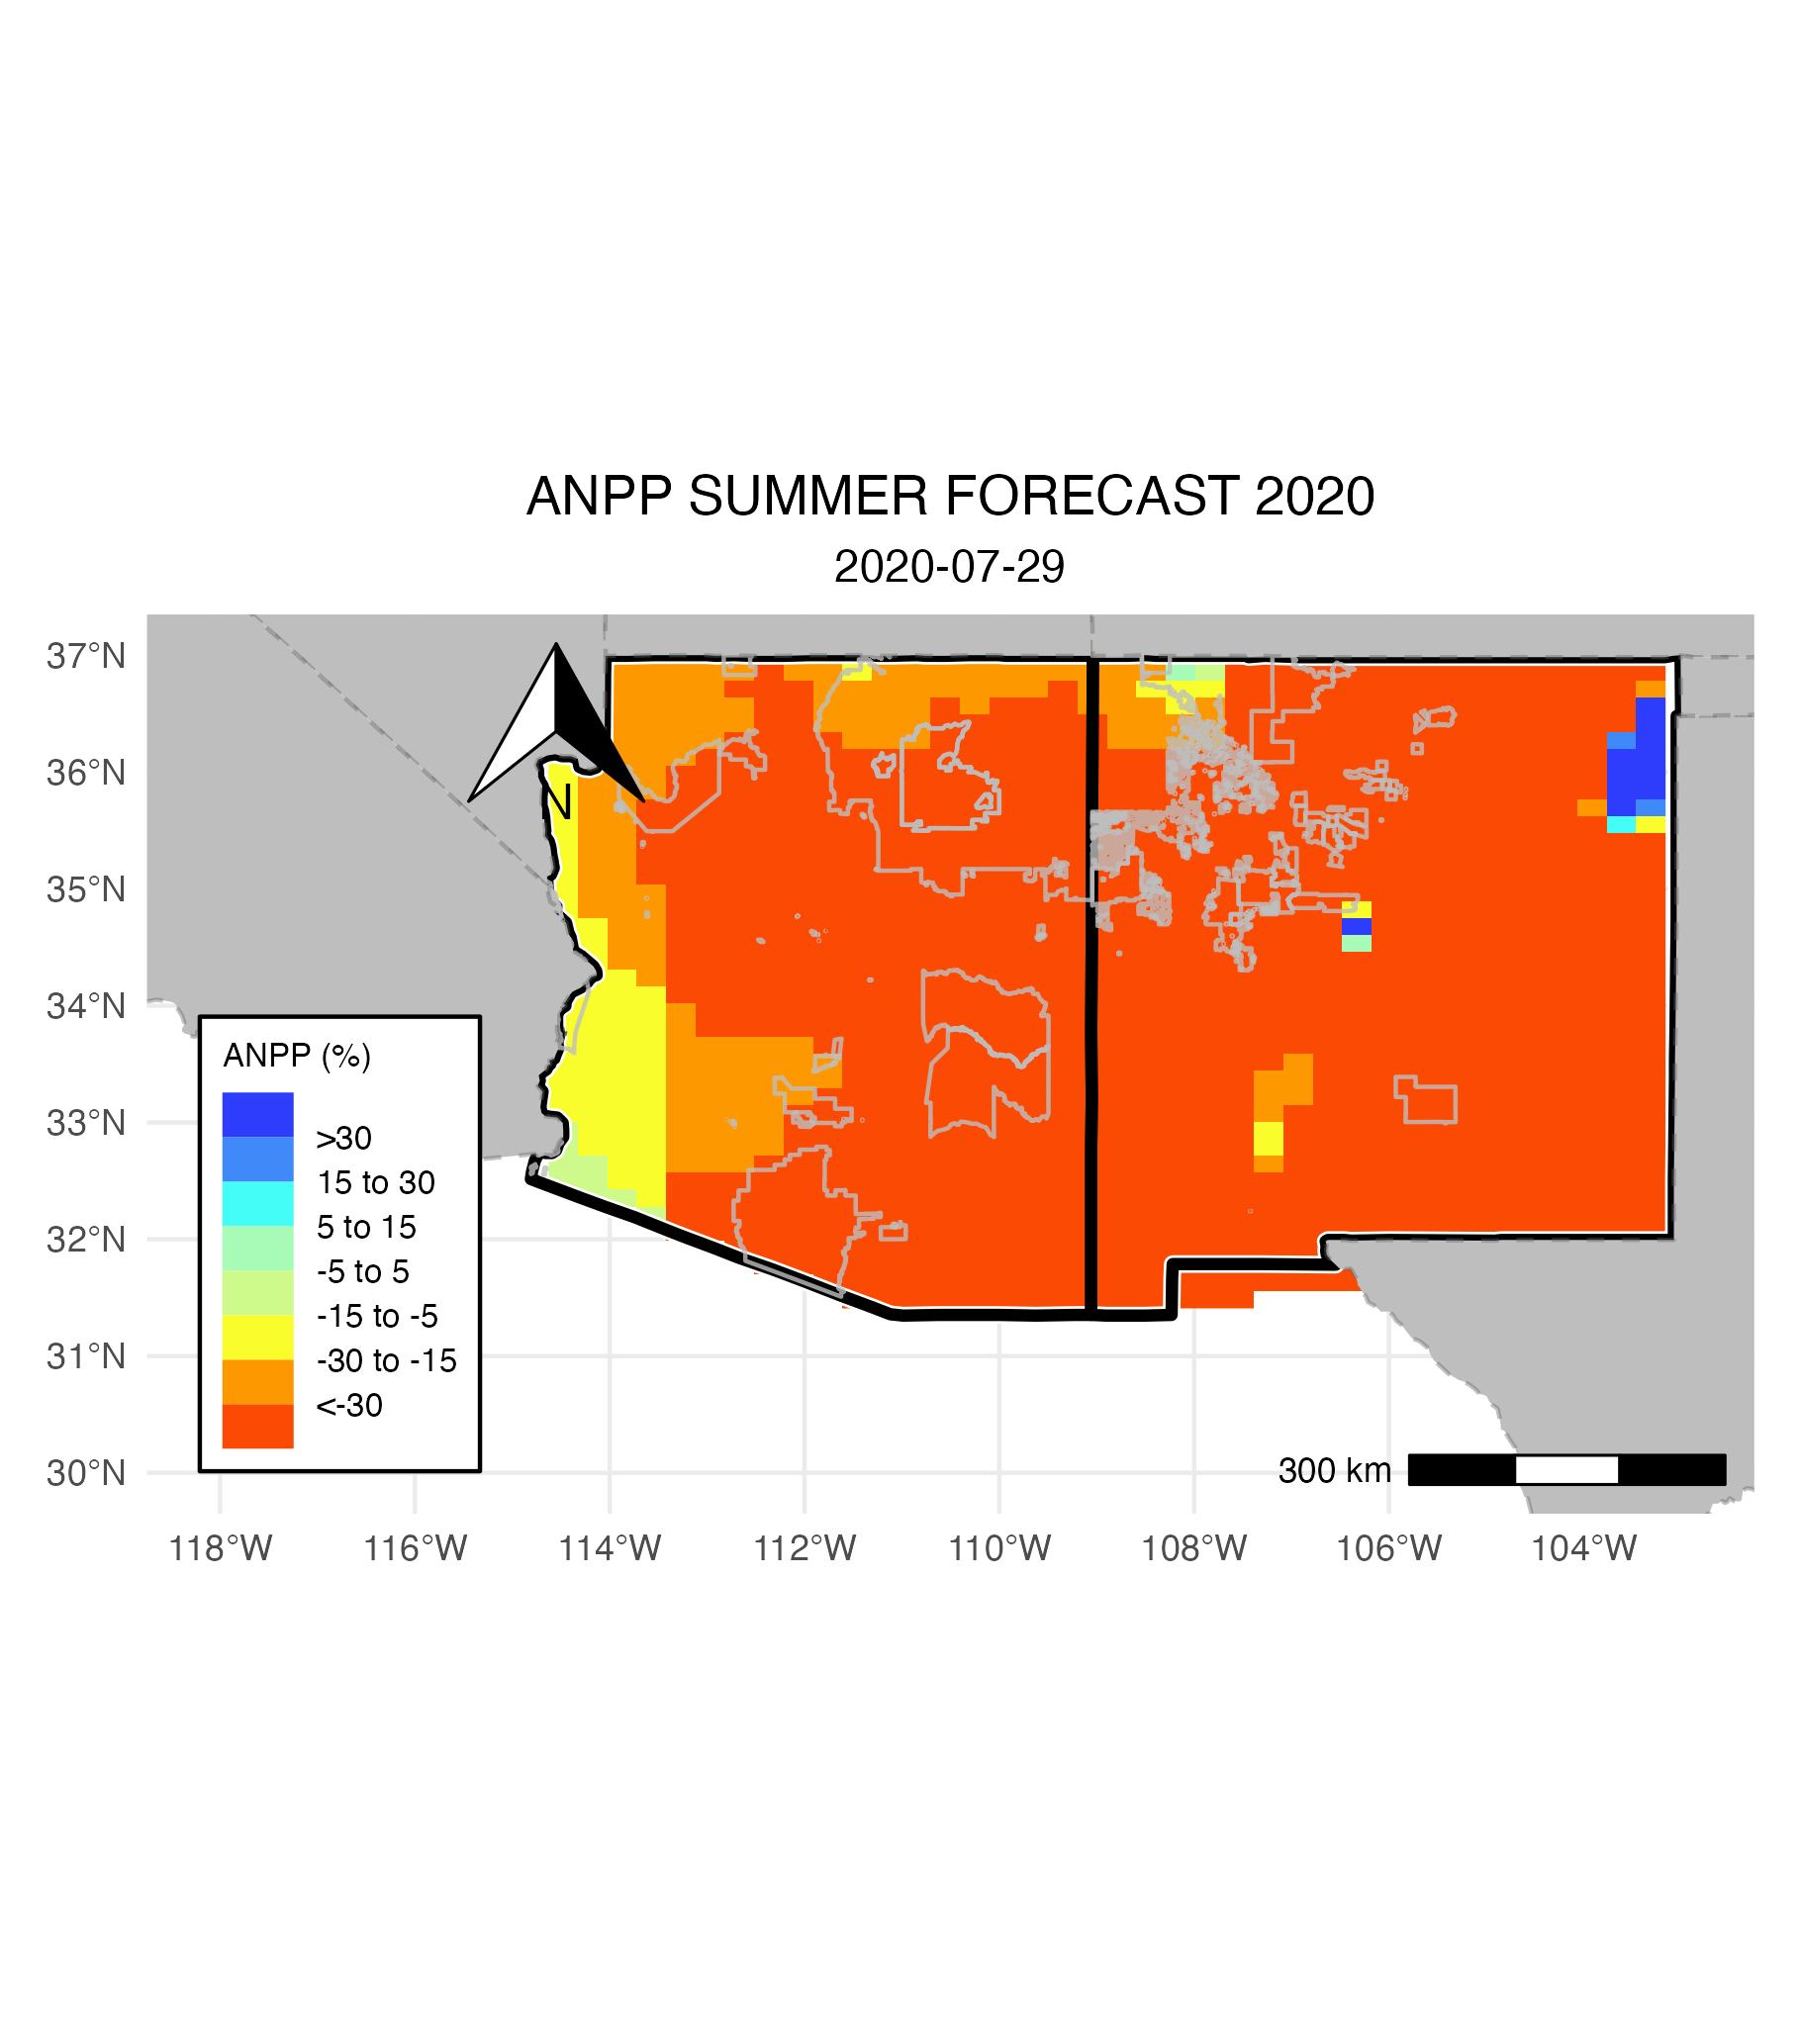 ANPP SUMMER FORECAST 2020
2020-07-29
37°N
36°N
35°N
34°N
33°N
32°N
31°N
30°N
N
ANPP (%)
>30
15 to 30
5 to 15
-5 to 5
-15 to -5
-30 to -15
<-30
300 km
118°W 116°W 114°W 112°W 110°W 108°W 106°W 104°W